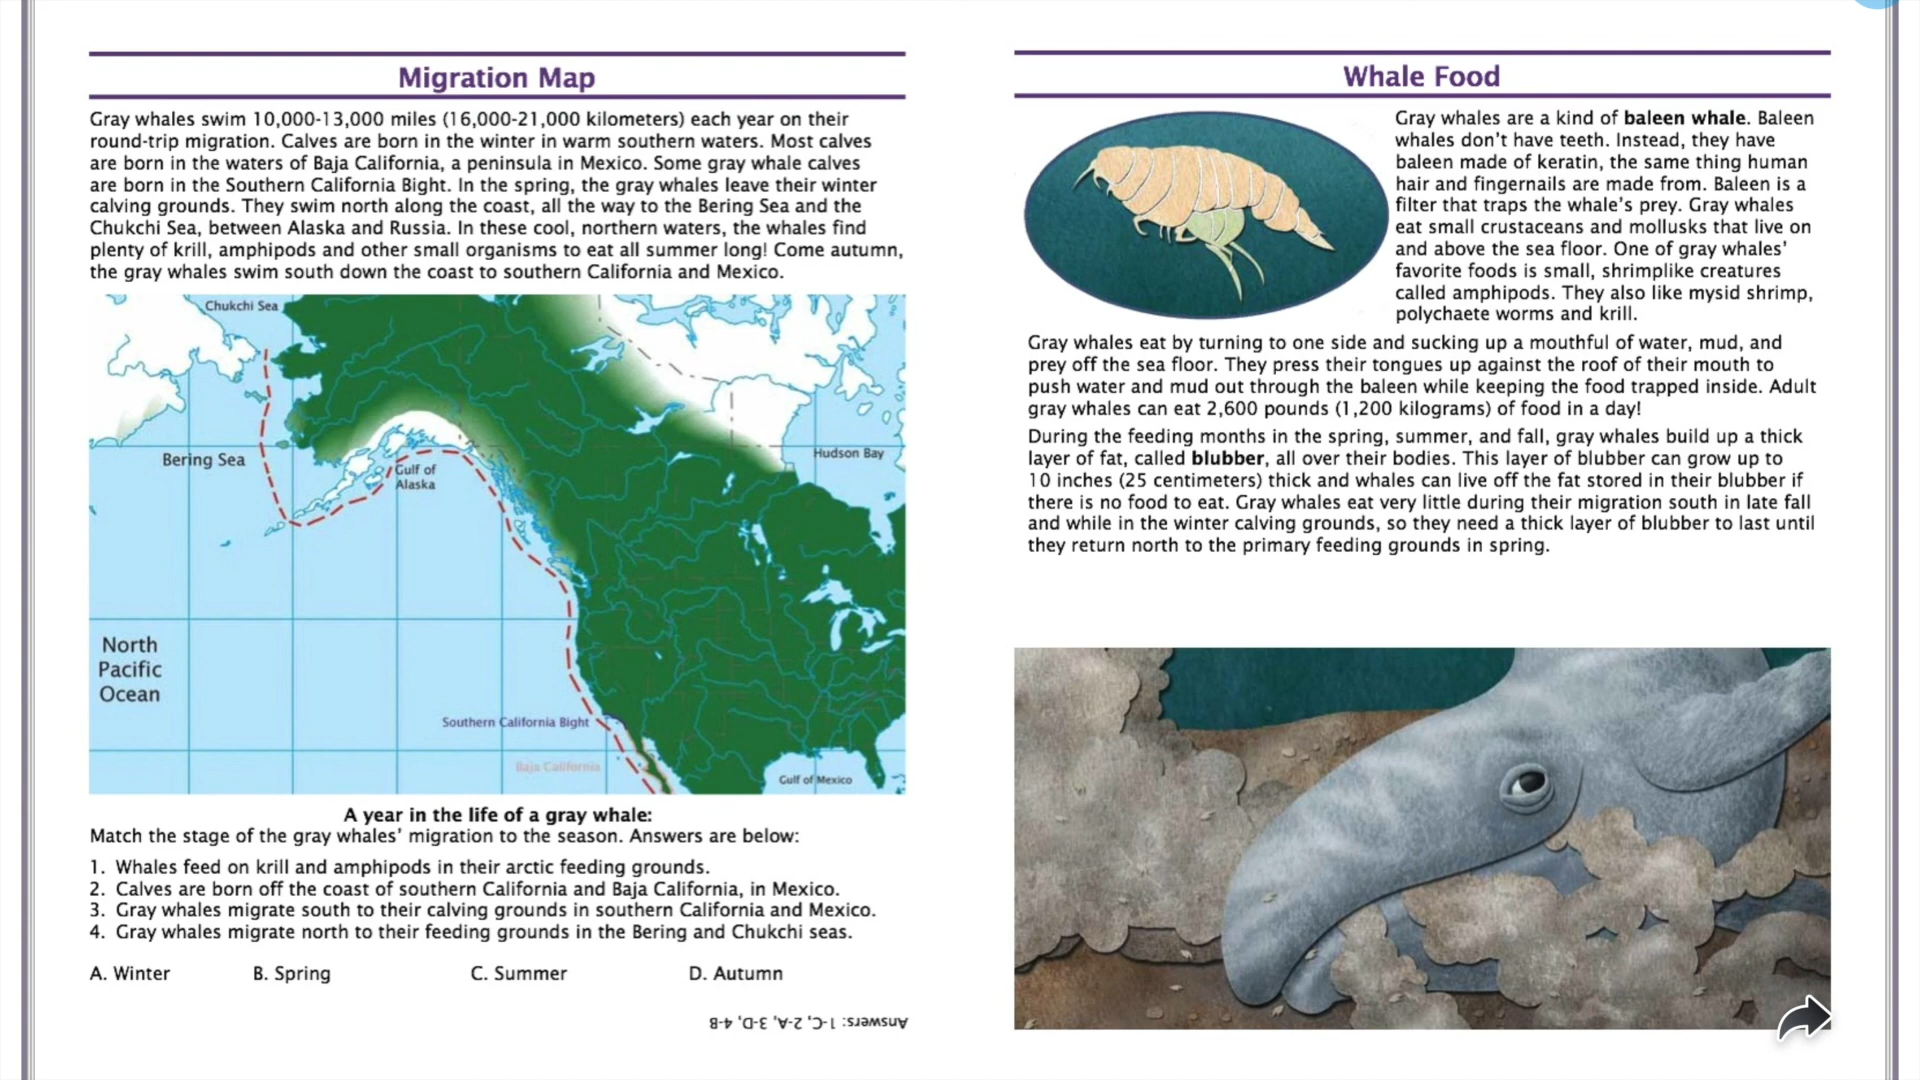 Migration Map
Gray whales swim 10,000-13,000 miles (16,000-21,000 kilometers) each year on their
round-trip migration. Calves are born in the winter in warm southern waters. Most calves
are born in the waters of Baja California, a peninsula in Mexico. Some gray whale calves
are born in the Southern California Bight. In the spring, the gray whales leave their winter
calving grounds. They swim north along the coast, all the way to the Bering Sea and the
Chukchi Sea, between Alaska and Russia. In these cool, northern waters, the whales find
plenty of krill, amphipods and other small organisms to eat all summer long! Come autumn,
the gray whales swim south down the coast to southern California and Mexico.
Chukchi Sea
Bering Sea
Gulf of
Alaska
Hudson Bay
North
Pacific
Ocean
Southern California Bight
Baja California
Gulf of Mexico
A year in the life of a gray whale:
Match the stage of the gray whales' migration to the season. Answers are below:
1. Whales feed on krill and amphipods in their arctic feeding grounds.
2. Calves are born off the coast of southern California and Baja California, in Mexico.
3. Gray whales migrate south to their calving grounds in southern California and Mexico.
4. Gray whales migrate north to their feeding grounds in the Bering and Chukchi seas.
A. Winter B. Spring C. Summer D. Autumn
Answers: 1-C, 2-A, 3-D, 4-B
Whale Food
Gray whales are a kind of baleen whale. Baleen
whales don't have teeth. Instead, they have
baleen made of keratin, the same thing human
hair and fingernails are made from. Baleen is a
filter that traps the whale's prey. Gray whales
eat small crustaceans and mollusks that live on
and above the sea floor. One of gray whales'
favorite foods is small, shrimplike creatures
called amphipods. They also like mysid shrimp,
polychaete worms and krill.
Gray whales eat by turning to one side and sucking up a mouthful of water, mud, and
prey off the sea floor. They press their tongues up against the roof of their mouth to
push water and mud out through the baleen while keeping the food trapped inside. Adult
gray whales can eat 2,600 pounds (1,200 kilograms) of food in a day!
During the feeding months in the spring, summer, and fall, gray whales build up a thick
layer of fat, called blubber, all over their bodies. This layer of blubber can grow up to
10 inches (25 centimeters) thick and whales can live off the fat stored in their blubber if
there is no food to eat. Gray whales eat very little during their migration south in late fall
and while in the winter calving grounds, so they need a thick layer of blubber to last until
they return north to the primary feeding grounds in spring.